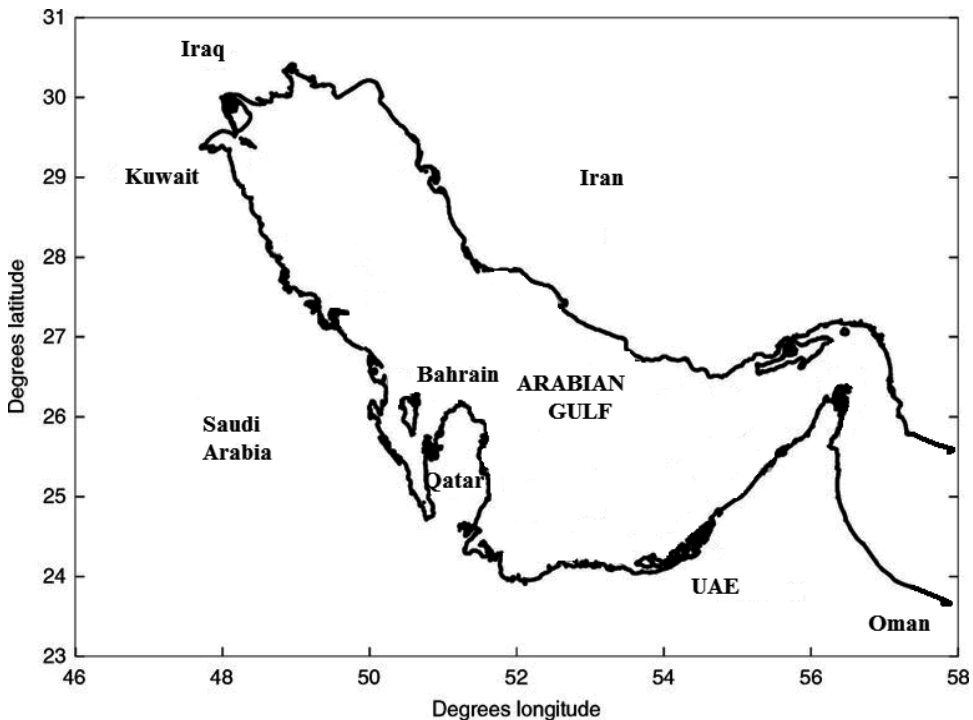 31
30
29
28
27
26
25
24
23
Degrees latitude
Iraq
Kuwait
Iran
Bahrain
ARABIAN
GULF
Saudi
Arabia
Qatar
UAE
Oman
46 48 50 52 54 56 58
Degrees longitude